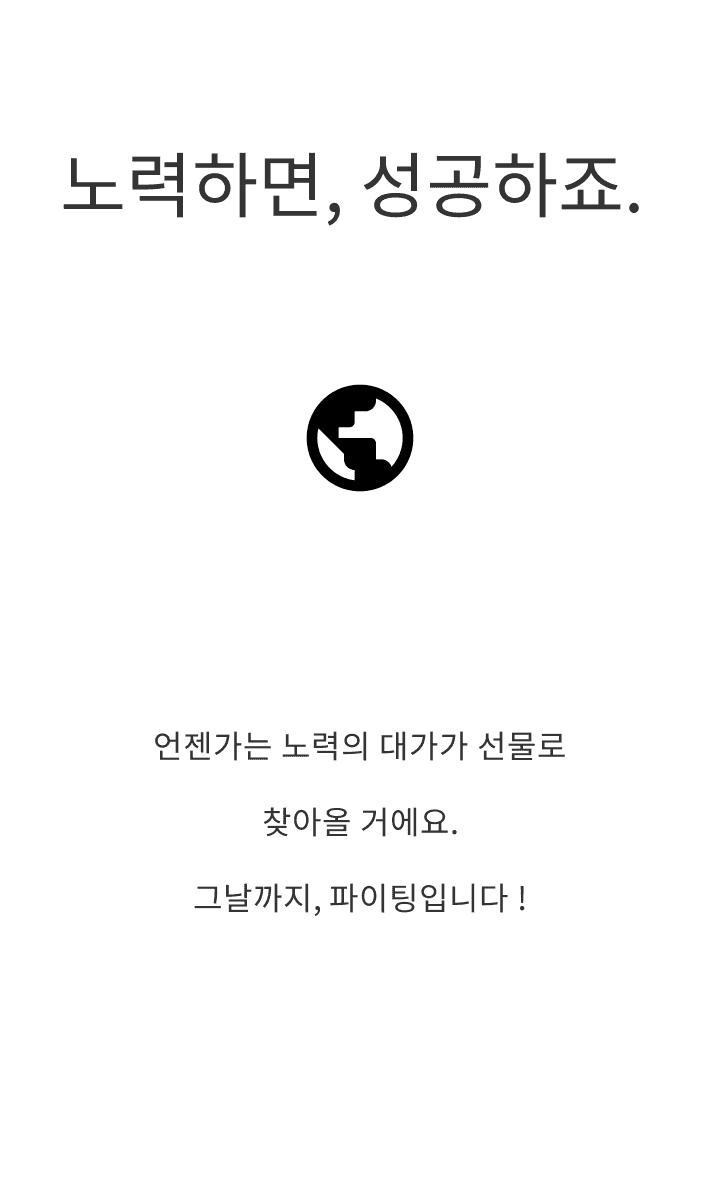 노력하면, 성공하죠.
언젠가는 노력의 대가가 선물로
찾아올 거에요.
그날까지, 파이팅입니다 !